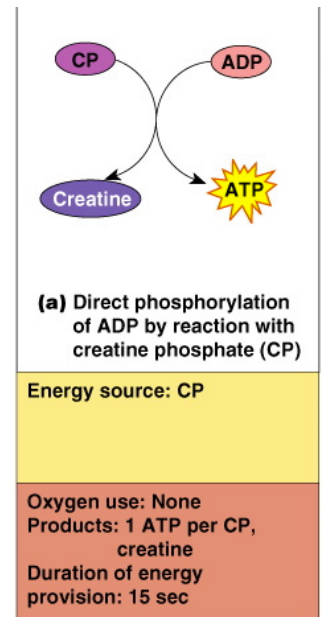 CP
ADP
Creatine
ATP
(a) Direct phosphorylation
of ADP by reaction with
creatine phosphate (CP)
Energy source: CP
Oxygen use: None
Products: 1 ATP per CP,
creatine
Duration of energy
provision: 15 sec